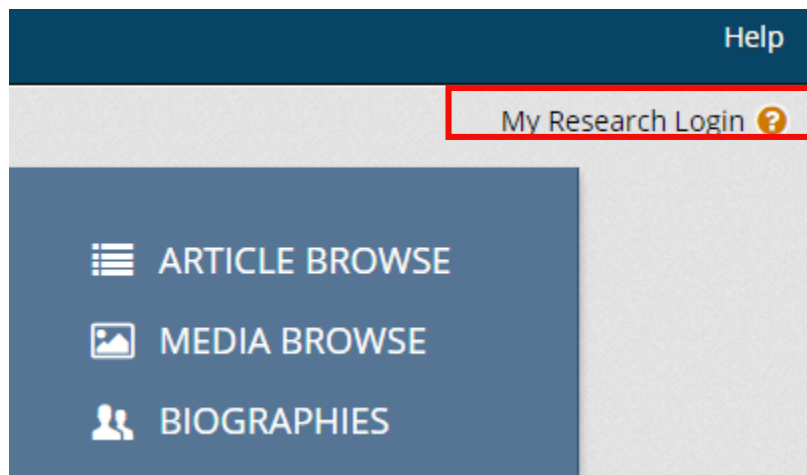 Help
My Research Login ?
ARTICLE BROWSE
MEDIA BROWSE
BIOGRAPHIES